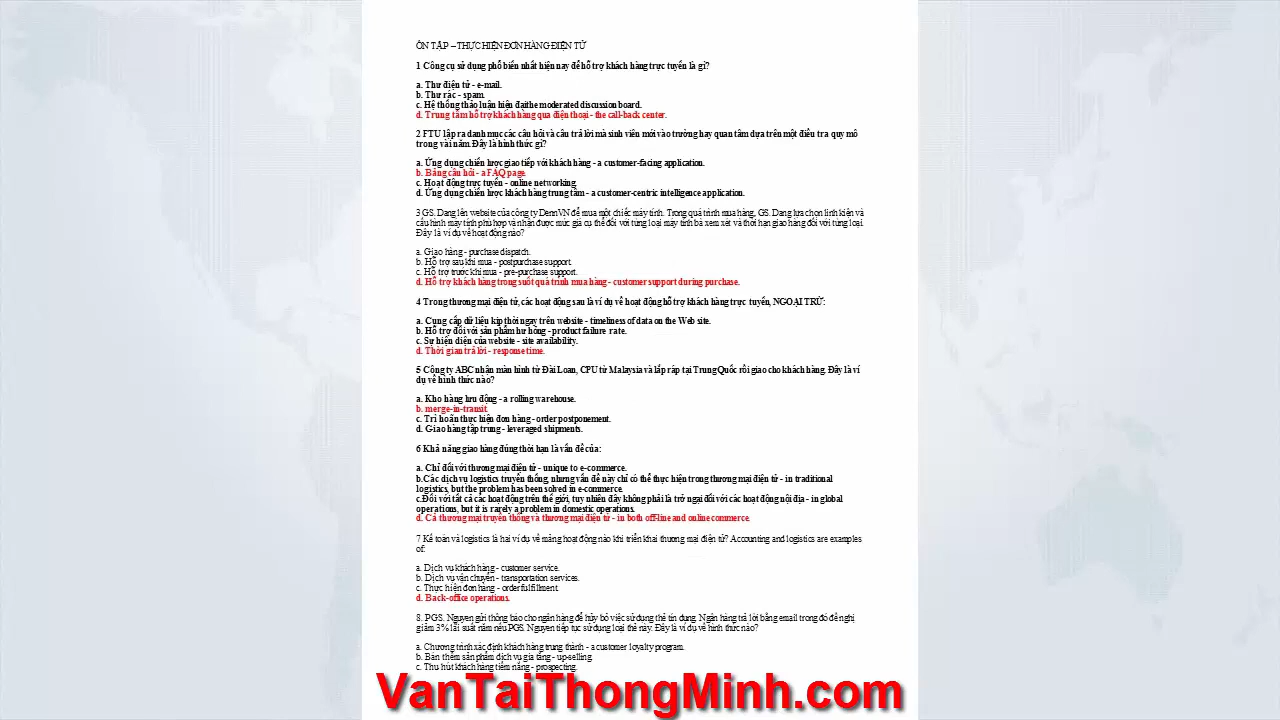 ÔN TẬP – THỰC HIỆN ĐƠN HÀNG ĐIỆN TỬ
1 Công cụ sử dụng phổ biến nhất hiện nay để hỗ trợ khách hàng trực tuyến là gì?
a. Thư điện tử - e-mail.
b. Thư rác - spam.
c. Hệ thống thảo luận hiện đạithe moderated discussion board.
d. Trung tâm hỗ trợ khách hàng qua điện thoại - the call-back center.
2 FTU lập ra danh mục các câu hỏi và câu trả lời mà sinh viên mới vào trường hay quan tâm dựa trên một điều tra quy mô
trong vài năm. Đây là hình thức gì?
a. Ứng dụng chiến lược giao tiếp với khách hàng - a customer-facing application.
b. Bảng câu hỏi - a FAQ page.
c. Hoạt động trực tuyến - online networking.
d. Ứng dụng chiến lược khách hàng trung tâm - a customer-centric intelligence application.
3 GS. Dang lên website của công ty DemnVN để mua một chiếc máy tính. Trong quá trình mua hàng, GS. Dang lựa chọn linh kiện và
cấu hình máy tính phù hợp và nhận được mức giá cụ thể đối với từng loại máy tính bà xem xét và thời hạn giao hàng đối với từng loại.
Đây là ví dụ về hoạt động nào?
a. Giao hàng - purchase dispatch.
b. Hỗ trợ sau khi mua - postpurchase support.
c. Hỗ trợ trước khi mua - pre-purchase support.
d. Hỗ trợ khách hàng trong suốt quá trình mua hàng - customer support during purchase.
4 Trong thương mại điện tử, các hoạt động sau là ví dụ về hoạt động hỗ trợ khách hàng trực tuyến, NGOẠI TRỪ:
a. Cung cấp dữ liệu kịp thời ngay trên website - timeliness of data on the Web site.
b. Hỗ trợ đối với sản phẩm hư hỏng - product failure rate.
c. Sự hiện diện của website - site availability.
d. Thời gian trả lời - response time.
5 Công ty ABC nhận màn hình từ Đài Loan, CPU từ Malaysia và lắp ráp tại Trung Quốc rồi giao cho khách hàng. Đây là ví
dụ về hình thức nào?
a. Kho hàng lưu động - a rolling warehouse.
b. merge-in-transit.
c. Trì hoãn thực hiện đơn hàng - order postponement.
d. Giao hàng tập trung - leveraged shipments.
6 Khả năng giao hàng đúng thời hạn là vấn đề của:
a. Chỉ đối với thương mại điện tử - unique to e-commerce.
b.Các dịch vụ logistics truyền thống, nhưng vấn đề này chỉ có thể thực hiện trong thương mại điện tử - in traditional
logistics, but the problem has been solved in e-commerce.
c.Đối với tất cả các hoạt động trên thế giới, tuy nhiên đây không phải là trở ngại đối với các hoạt động nội địa - in global
operations, but it is rarely a problem in domestic operations.
d. Cả thương mại truyền thống và thương mại điện tử - in both off-line and online commerce.
7 Kế toán và logistics là hai ví dụ về mảng hoạt động nào khi triển khai thương mại điện tử? Accounting and logistics are examples
of:
a. Dịch vụ khách hàng - customer service.
b. Dịch vụ vận chuyển - transportation services.
c. Thực hiện đơn hàng - order fulfillment.
d. Back-office operations.
8. PGS. Nguyen gửi thông báo cho ngân hàng để hủy bỏ việc sử dụng thẻ tín dụng. Ngân hàng trả lời bằng email trong đó đề nghị
giảm 3% lãi suất năm nếu PGS. Nguyen tiếp tục sử dụng loại thẻ này. Đây là ví dụ về hình thức nào?
a. Chương trình xác định khách hàng trung thành - a customer loyalty program.
b. Bán thêm sản phẩm dịch vụ gia tăng - up-selling.
c. Thu hút khách hàng tiềm năng - prospecting.
VanTaiThongMinh.com